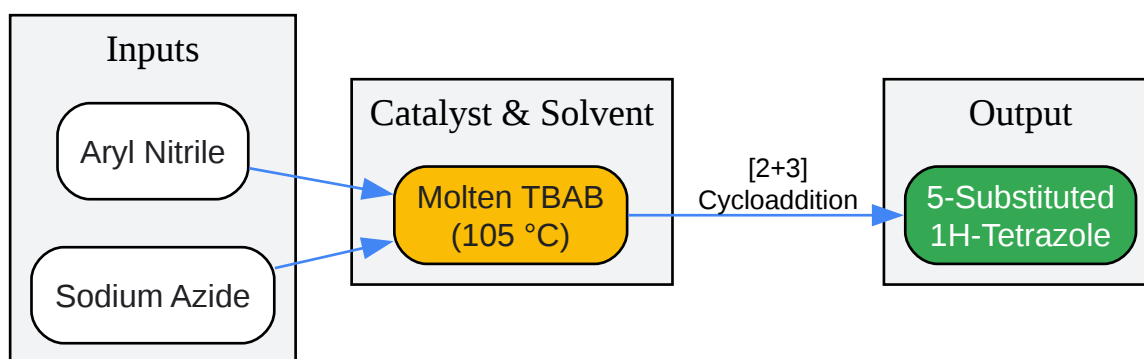 Inputs
Aryl Nitrile
Sodium Azide
Catalyst & Solvent
Molten TBAB
(105 °C)
[2+3]
Cycloaddition
Output
5-Substituted
1H-Tetrazole